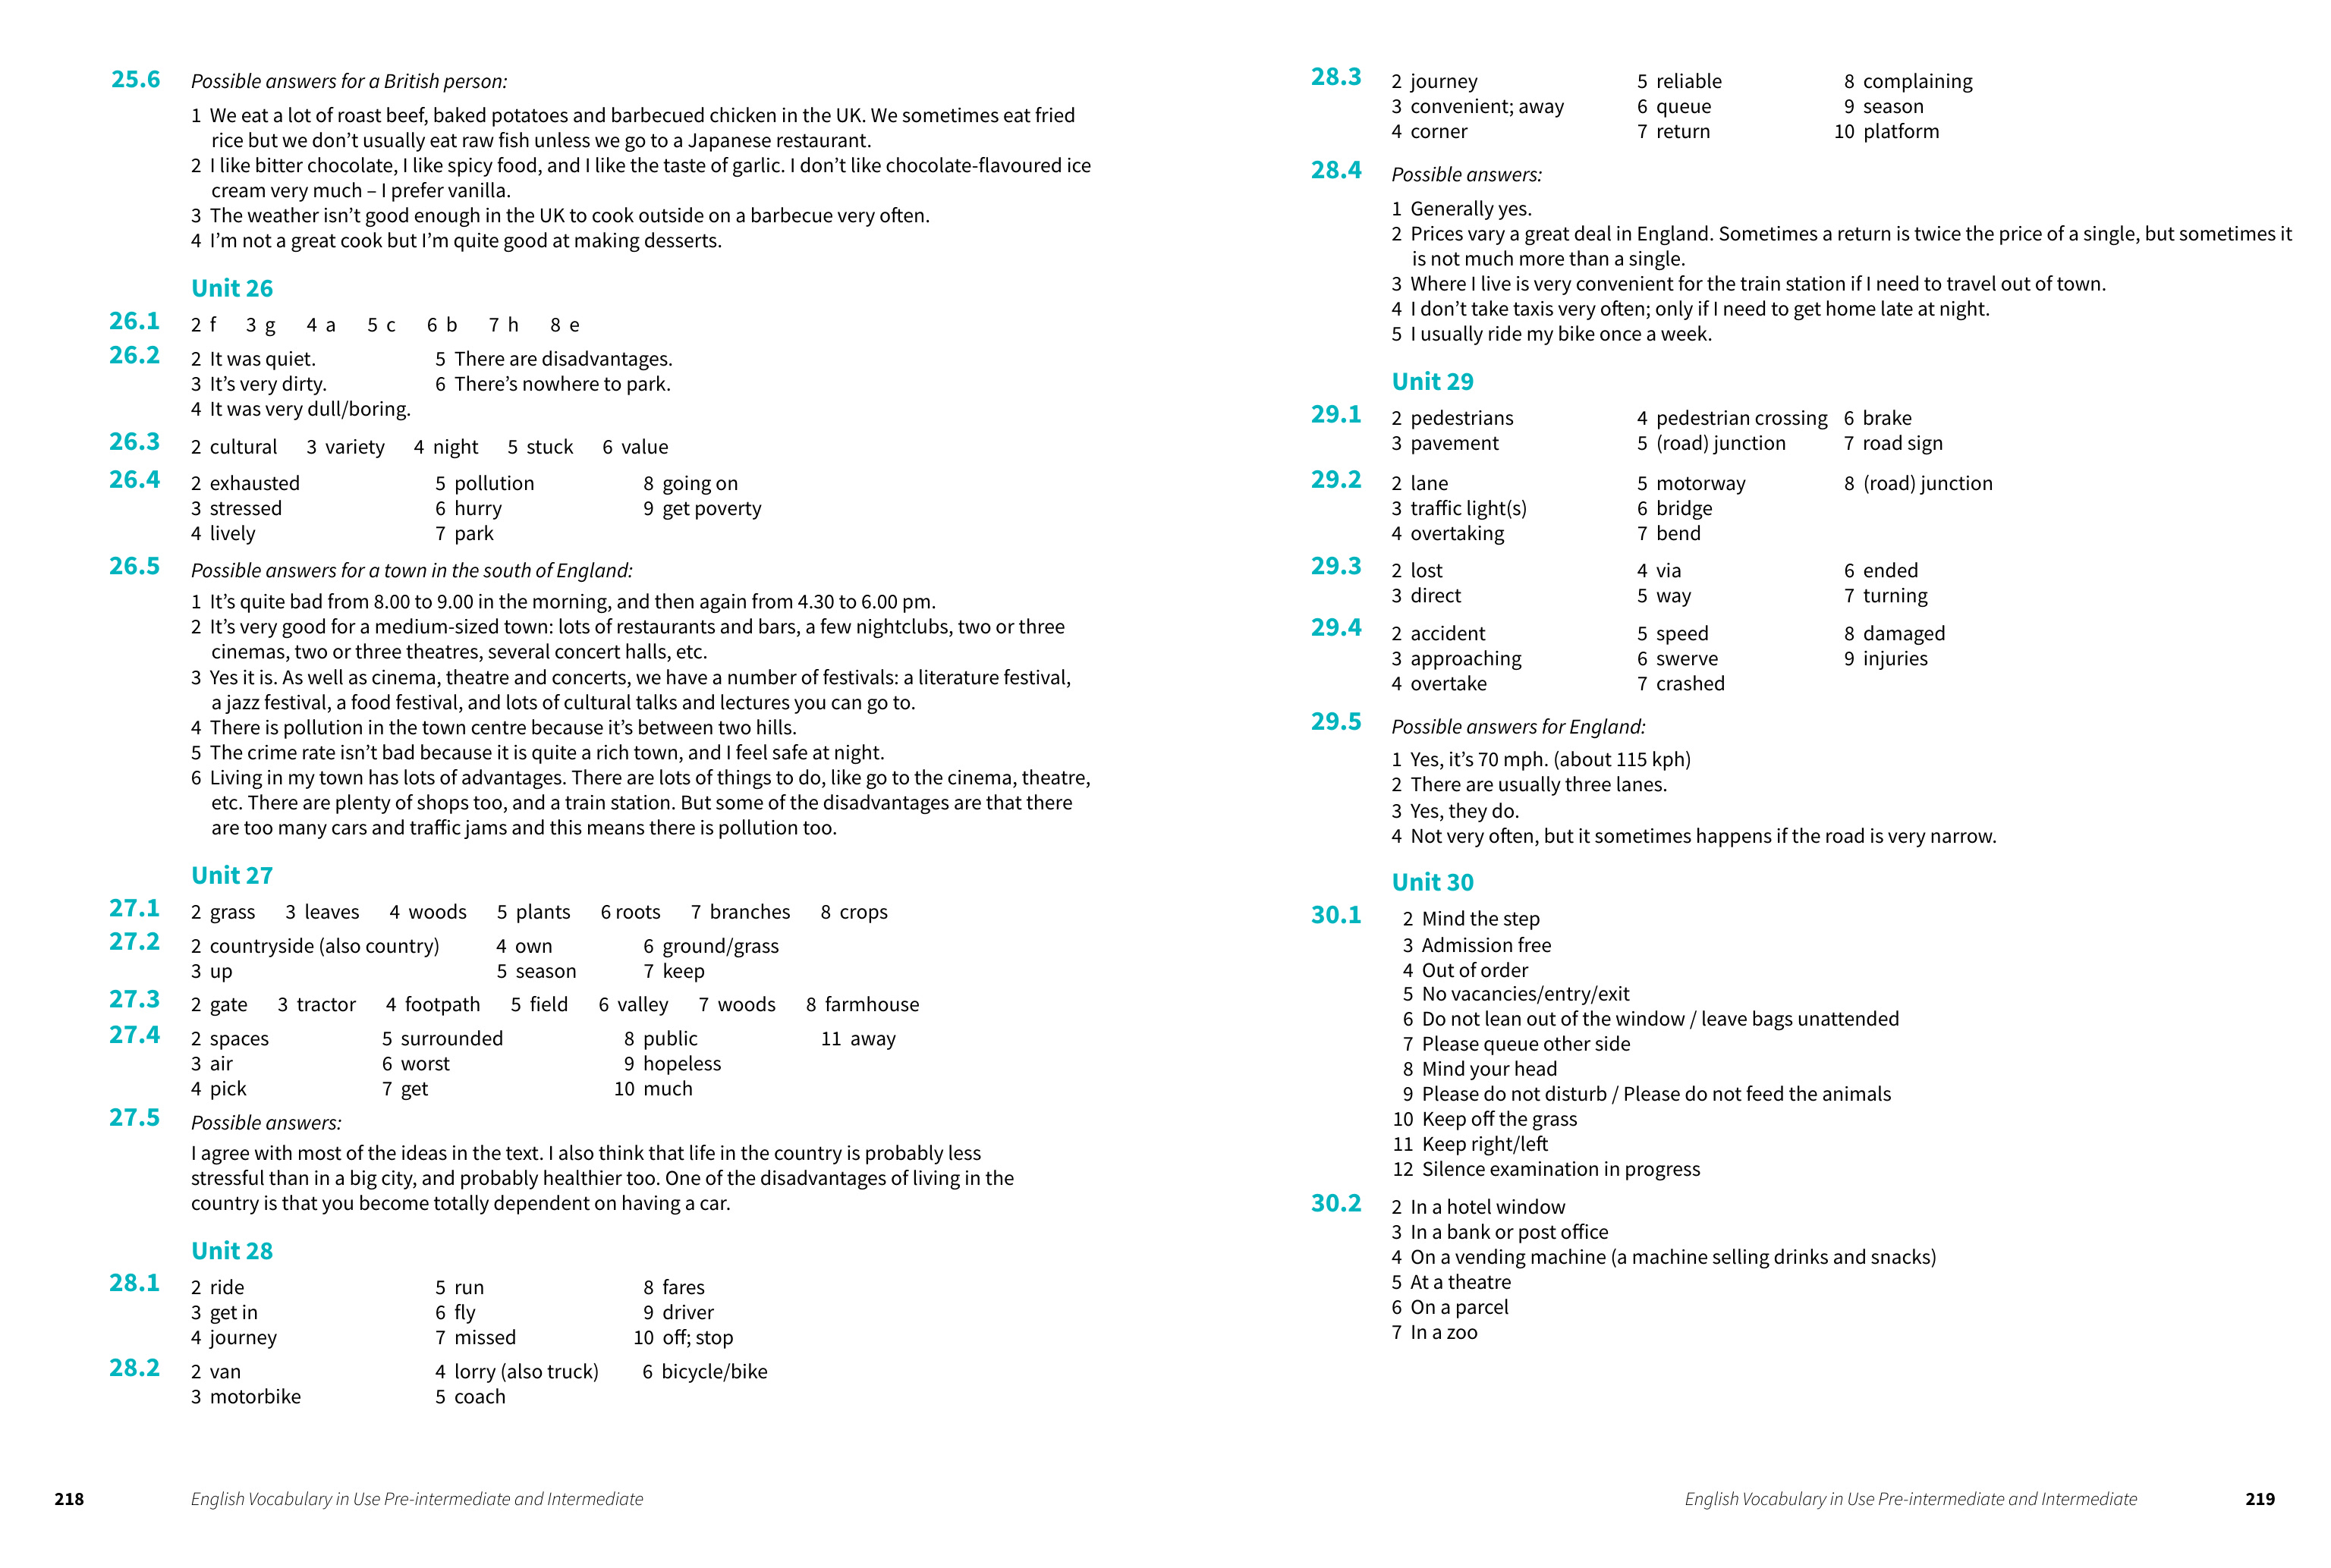 25.6 Possible answers for a British person:
1 We eat a lot of roast beef, baked potatoes and barbecued chicken in the UK. We sometimes eat fried
rice but we don’t usually eat raw fish unless we go to a Japanese restaurant.
2 I like bitter chocolate, I like spicy food, and I like the taste of garlic. I don’t like chocolate-flavoured ice
cream very much – I prefer vanilla.
3 The weather isn’t good enough in the UK to cook outside on a barbecue very often.
4 I’m not a great cook but I’m quite good at making desserts.
Unit 26
26.1 2 f 3 g 4 a 5 c 6 b 7 h 8 e
26.2 2 It was quiet. 5 There are disadvantages.
3 It’s very dirty. 6 There’s nowhere to park.
4 It was very dull/boring.
26.3 2 cultural 3 variety 4 night 5 stuck 6 value
26.4 2 exhausted 5 pollution 8 going on
3 stressed 6 hurry 9 get poverty
4 lively 7 park
26.5 Possible answers for a town in the south of England:
1 It’s quite bad from 8.00 to 9.00 in the morning, and then again from 4.30 to 6.00 pm.
2 It’s very good for a medium-sized town: lots of restaurants and bars, a few nightclubs, two or three
cinemas, two or three theatres, several concert halls, etc.
3 Yes it is. As well as cinema, theatre and concerts, we have a number of festivals: a literature festival,
a jazz festival, a food festival, and lots of cultural talks and lectures you can go to.
4 There is pollution in the town centre because it’s between two hills.
5 The crime rate isn’t bad because it is quite a rich town, and I feel safe at night.
6 Living in my town has lots of advantages. There are lots of things to do, like go to the cinema, theatre,
etc. There are plenty of shops too, and a train station. But some of the disadvantages are that there
are too many cars and traffic jams and this means there is pollution too.
Unit 27
27.1 2 grass 3 leaves 4 woods 5 plants 6 roots 7 branches 8 crops
27.2 2 countryside (also country) 4 own 6 ground/grass
3 up 5 season 7 keep
27.3 2 gate 3 tractor 4 footpath 5 field 6 valley 7 woods 8 farmhouse
27.4 2 spaces 5 surrounded 8 public 11 away
3 air 6 worst 9 hopeless
4 pick 7 get 10 much
27.5 Possible answers:
I agree with most of the ideas in the text. I also think that life in the country is probably less
stressful than in a big city, and probably healthier too. One of the disadvantages of living in the
country is that you become totally dependent on having a car.
Unit 28
28.1 2 ride 5 run 8 fares
3 get in 6 fly 9 driver
4 journey 7 missed 10 off; stop
28.2 2 van 4 lorry (also truck) 6 bicycle/bike
3 motorbike 5 coach
218 English Vocabulary in Use Pre-intermediate and Intermediate
28.3 2 journey 5 reliable 8 complaining
3 convenient; away 6 queue 9 season
4 corner 7 return 10 platform
28.4 Possible answers:
1 Generally yes.
2 Prices vary a great deal in England. Sometimes a return is twice the price of a single, but sometimes it
is not much more than a single.
3 Where I live is very convenient for the train station if I need to travel out of town.
4 I don’t take taxis very often; only if I need to get home late at night.
5 I usually ride my bike once a week.
Unit 29
29.1 2 pedestrians 4 pedestrian crossing 6 brake
3 pavement 5 (road) junction 7 road sign
29.2 2 lane 5 motorway 8 (road) junction
3 traffic light(s) 6 bridge
4 overtaking 7 bend
29.3 2 lost 4 via 6 ended
3 direct 5 way 7 turning
29.4 2 accident 5 speed 8 damaged
3 approaching 6 swerve 9 injuries
4 overtake 7 crashed
29.5 Possible answers for England:
1 Yes, it’s 70 mph. (about 115 kph)
2 There are usually three lanes.
3 Yes, they do.
4 Not very often, but it sometimes happens if the road is very narrow.
Unit 30
30.1 2 Mind the step
3 Admission free
4 Out of order
5 No vacancies/entry/exit
6 Do not lean out of the window / leave bags unattended
7 Please queue other side
8 Mind your head
9 Please do not disturb / Please do not feed the animals
10 Keep off the grass
11 Keep right/left
12 Silence examination in progress
30.2 2 In a hotel window
3 In a bank or post office
4 On a vending machine (a machine selling drinks and snacks)
5 At a theatre
6 On a parcel
7 In a zoo
English Vocabulary in Use Pre-intermediate and Intermediate 219